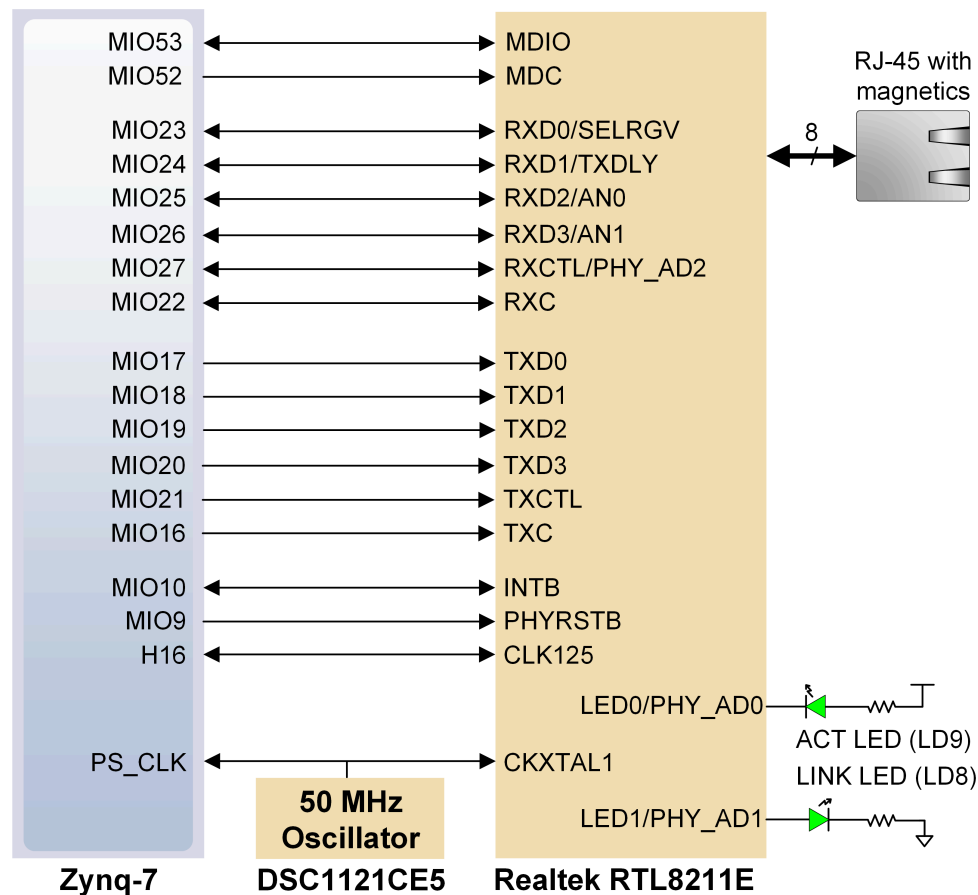 MIO53 MDIO
MIO52 MDC
RJ-45 with
magnetics
MIO23 RXD0/SELRGV
8
MIO24 RXD1/TXDLY
MIO25 RXD2/AN0
MIO26 RXD3/AN1
MIO27 RXCTL/PHY_AD2
MIO22 RXC
MIO17 TXD0
MIO18 TXD1
MIO19 TXD2
MIO20 TXD3
MIO21 TXCTL
MIO16 TXC
MIO10 INTB
MIO9 PHYRSTB
H16 CLK125
LED0/PHY_AD0
ACT LED (LD9)
PS_CLK CKXTAL1
LINK LED (LD8)
50 MHz
Oscillator
LED1/PHY_AD1
Zynq-7 DSC1121CE5 Realtek RTL8211E